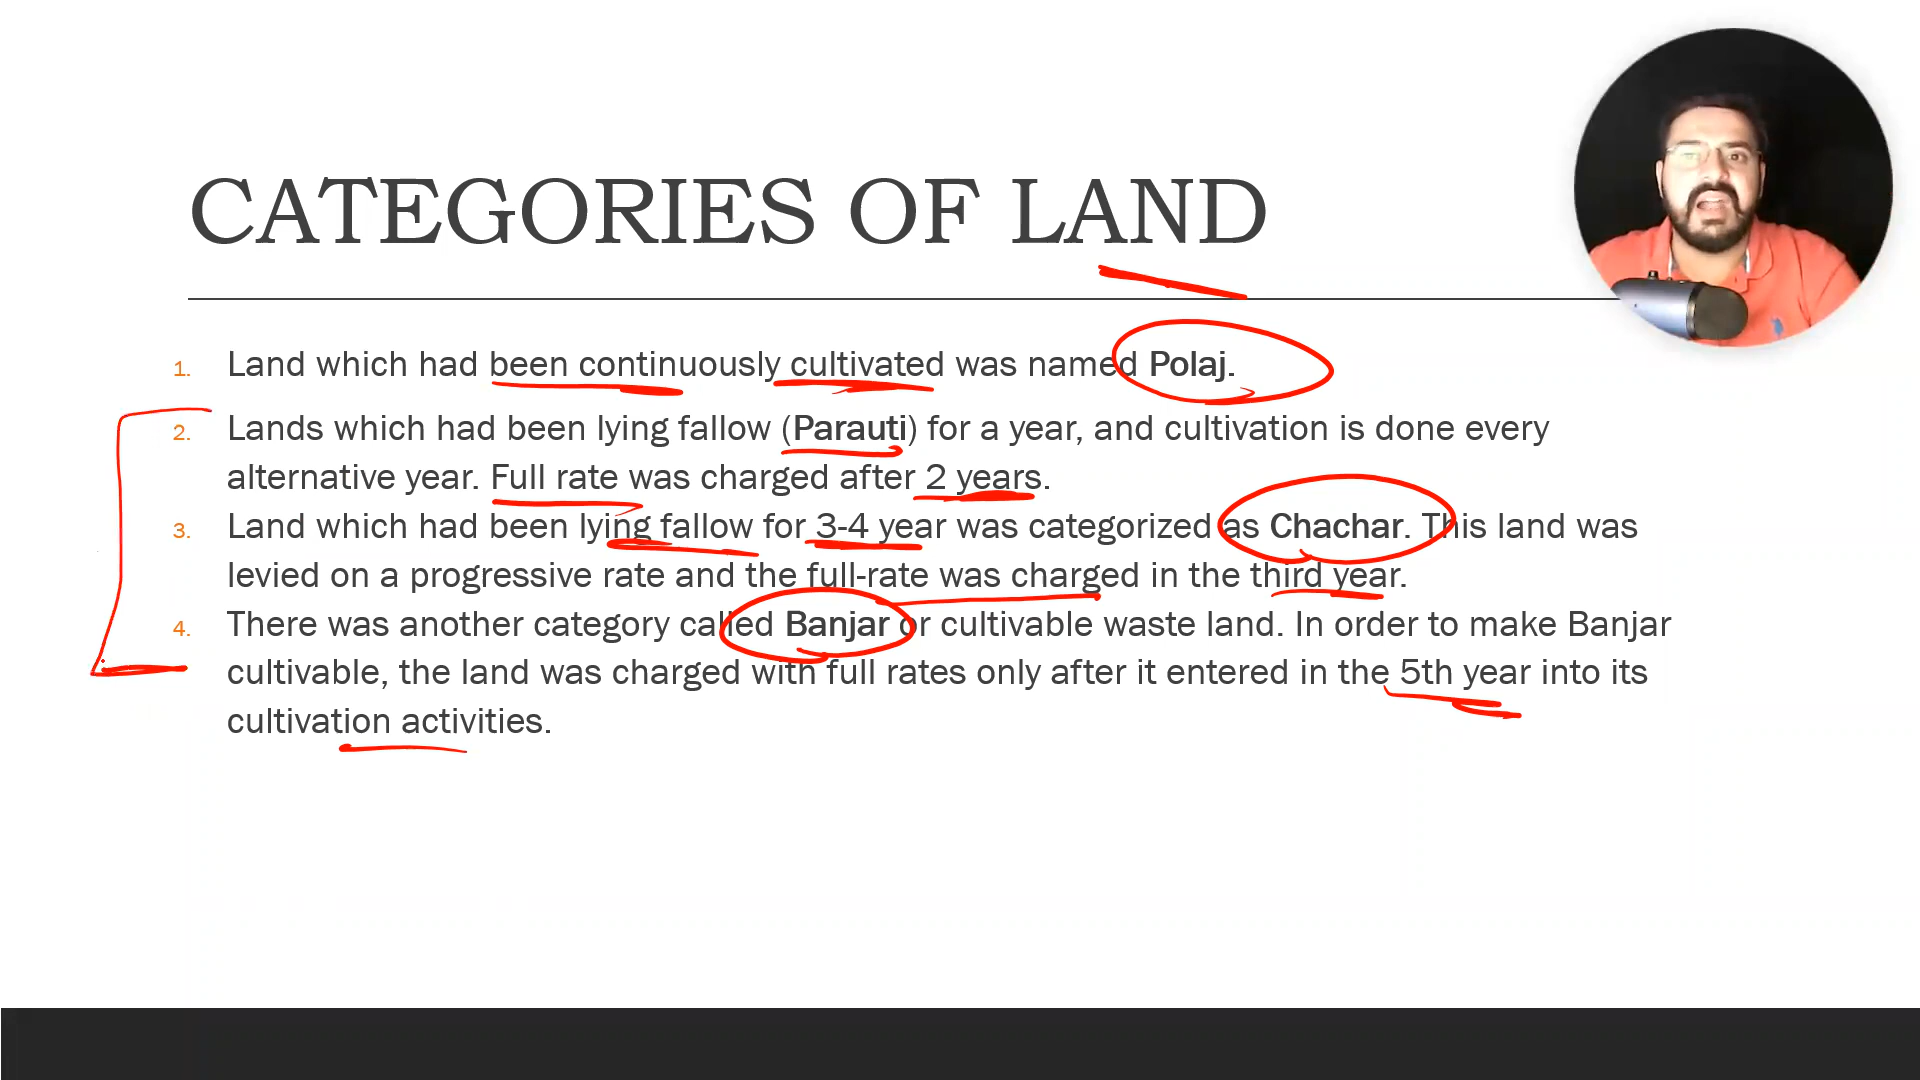 CATEGORIES OF LAND
1. Land which had been continuously cultivated was named Polaj.
2. Lands which had been lying fallow (Parauti) for a year, and cultivation is done every
alternative year. Full rate was charged after 2 years.
3. Land which had been lying fallow for 3-4 year was categorized as Chachar. This land was
levied on a progressive rate and the full-rate was charged in the third year.
4. There was another category called Banjar or cultivable waste land. In order to make Banjar
cultivable, the land was charged with full rates only after it entered in the 5th year into its
cultivation activities.